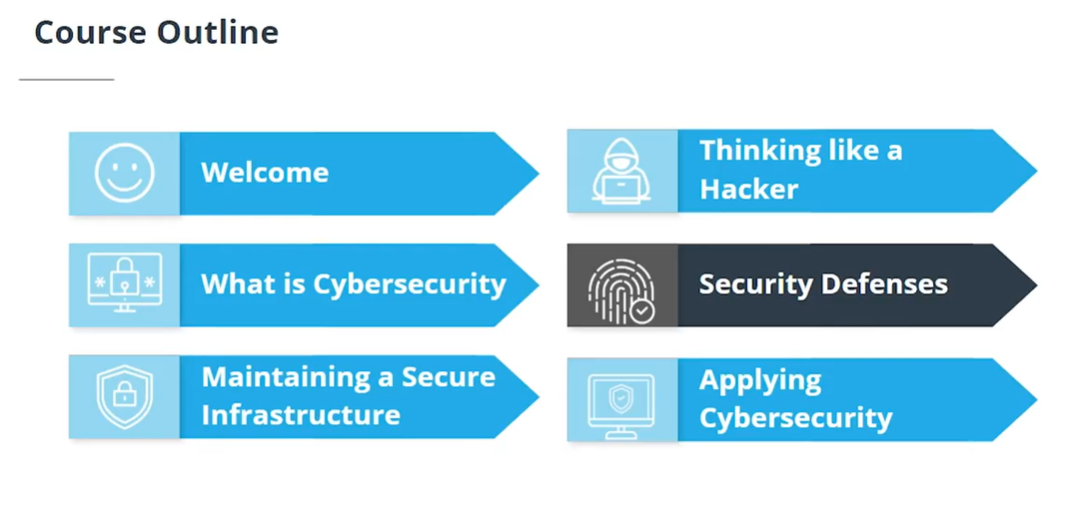 Course Outline
Welcome
What is Cybersecurity
Maintaining a Secure
Infrastructure
Thinking like a
Hacker
Security Defenses
Applying
Cybersecurity